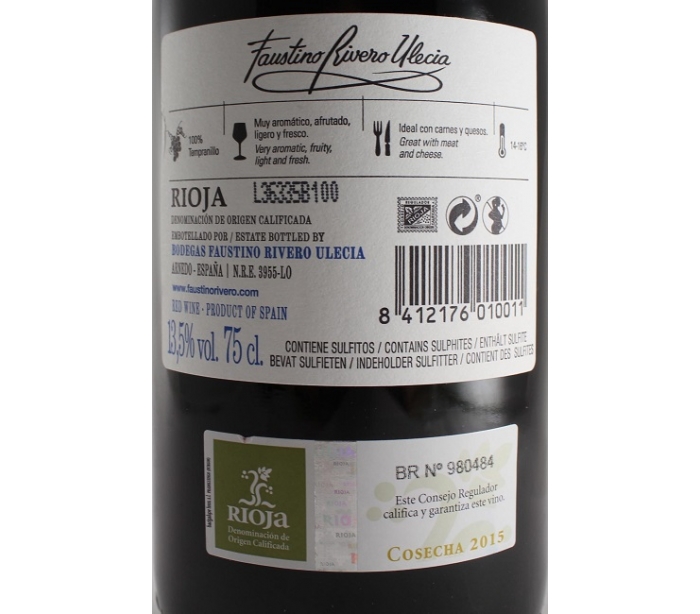 Faustino Rivero Ulecia
100%
Tempranillo
Muy aromático, afrutado,
ligero y fresco.
Very aromatic, fruity,
light and fresh.
Ideal con carnes y quesos.
Great with meat
and cheese.
14-16°C
RIOJA
L36335B100
DENOMINACIÓN DE ORIGEN CALIFICADA
EMBOTELLADO POR / ESTATE BOTTLED BY
BODEGAS FAUSTINO RIVERO ULECIA
ARNEDO - ESPAÑA | N.R.E. 3955-LO
www.faustinorivero.com
RED WINE - PRODUCT OF SPAIN
13,5% vol. 75 cl.
RIOJA
8 412176 010011
CONTIENE SULFITOS / CONTAINS SULPHITES / ENTHÄLT SULFITE
BEVAT SULFIETEN / INDEHOLDER SULFITTER / CONTIENT DES SULFITES
RIOJA
Denominación de
Origen Calificada
RIOJA
BR Nº 980484
Este Consejo Regulador
califica y garantiza este vino.
COSECHA 2015